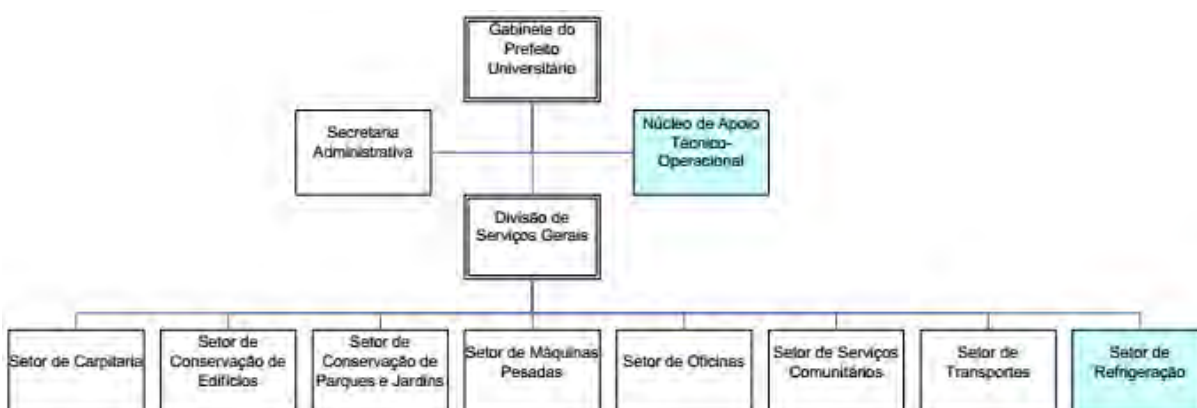 Gabinete do
Prefeito
Universitário
Secretaria
Administrativa
Núcleo de Apoio
Técnico-
Operacional
Divisão de
Serviços Gerais
Setor de Carpitaria
Setor de
Conservação de
Edifícios
Setor de
Conservação de
Parques e Jardins
Setor de Máquinas
Pesadas
Setor de Oficinas
Setor de Serviços
Comunitários
Setor de
Transportes
Setor de
Refrigeração